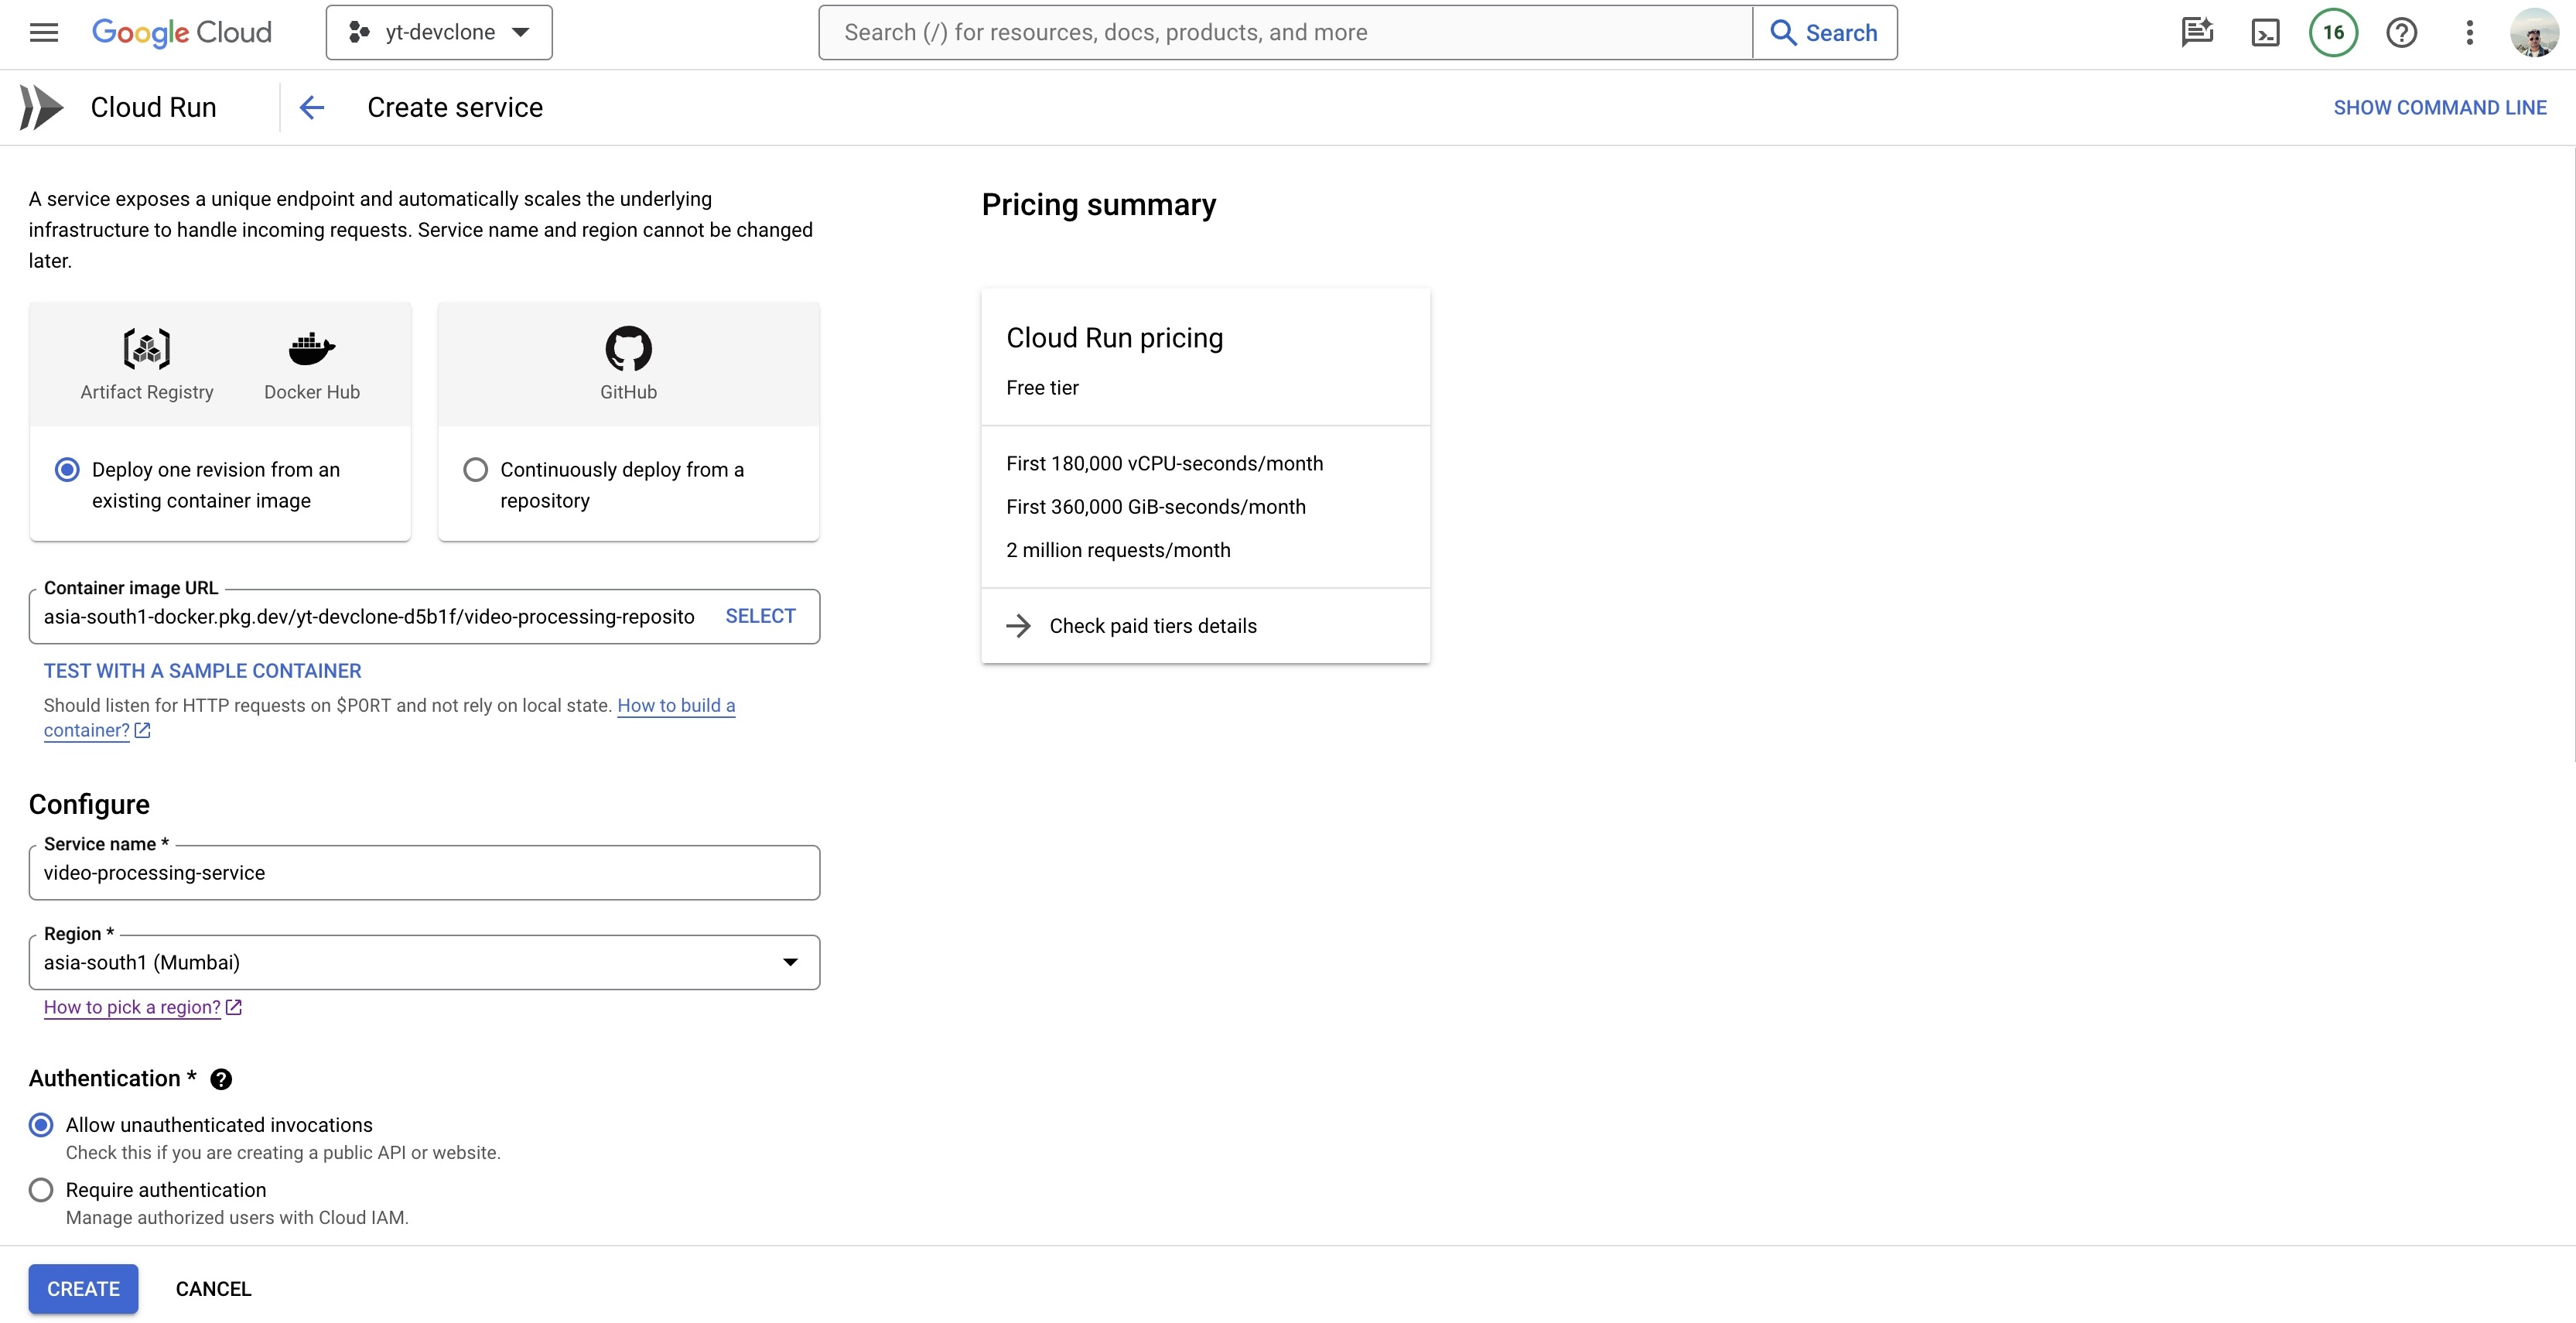 Google Cloud
yt-devclone
Search (/) for resources, docs, products, and more
Search
16
Cloud Run
Create service
SHOW COMMAND LINE
A service exposes a unique endpoint and automatically scales the underlying
infrastructure to handle incoming requests. Service name and region cannot be changed
later.
Artifact Registry
Docker Hub
GitHub
Deploy one revision from an
existing container image
Continuously deploy from a
repository
Container image URL
asia-south1-docker.pkg.dev/yt-devclone-d5b1f/video-processing-reposito
SELECT
TEST WITH A SAMPLE CONTAINER
Should listen for HTTP requests on $PORT and not rely on local state. How to build a
container?
Configure
Service name *
video-processing-service
Region *
asia-south1 (Mumbai)
How to pick a region?
Authentication *
Allow unauthenticated invocations
Check this if you are creating a public API or website.
Require authentication
Manage authorized users with Cloud IAM.
CREATE
CANCEL
Pricing summary
Cloud Run pricing
Free tier
First 180,000 vCPU-seconds/month
First 360,000 GiB-seconds/month
2 million requests/month
Check paid tiers details